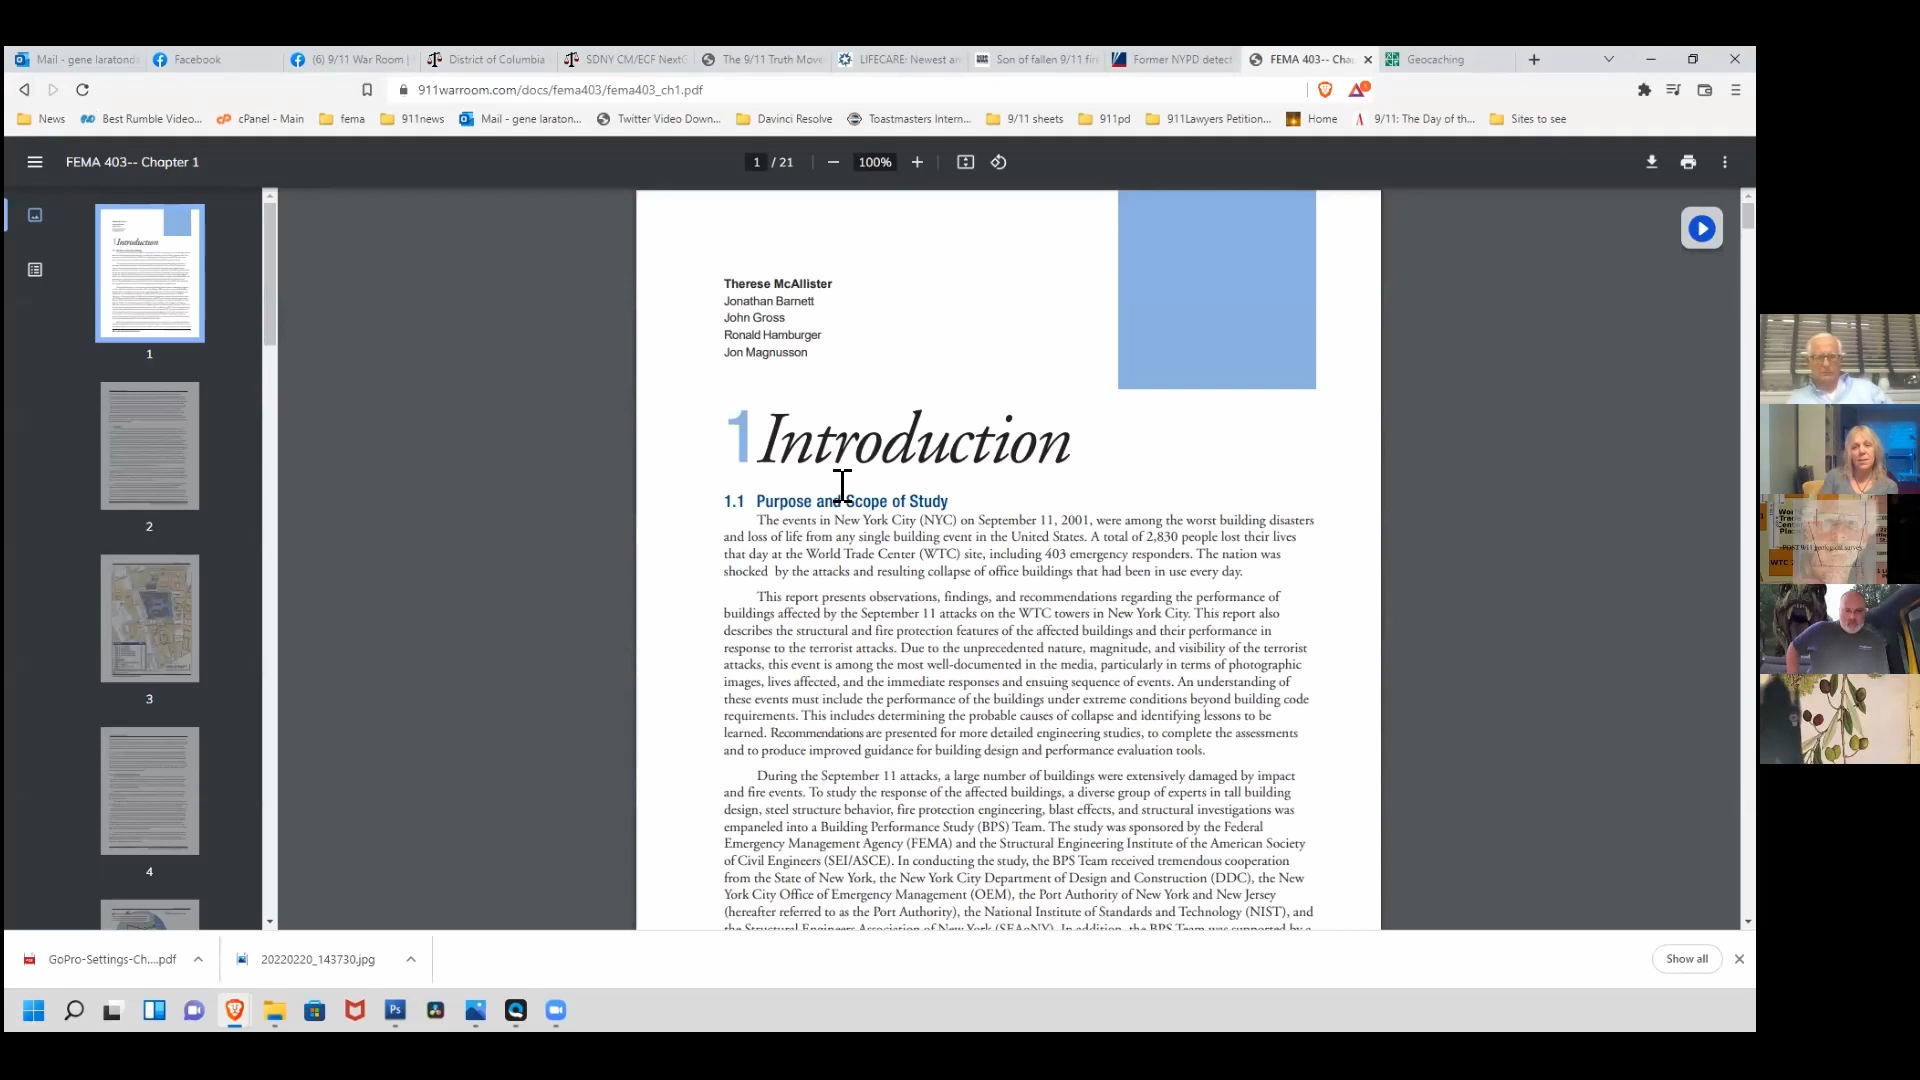 Mail - gene laratond
Facebook
(6) 9/11 War Room |
District of Columbia
SDNY CM/ECF NextG
The 9/11 Truth Move
LIFECARE: Newest an
Son of fallen 9/11 fir
Former NYPD detect
FEMA 403-- Cha
Geocaching
911warroom.com/docs/fema403/fema403_ch1.pdf
News
Best Rumble Video...
cPanel - Main
fema
911news
Mail - gene laraton...
Twitter Video Down...
Davinci Resolve
Toastmasters Intern...
9/11 sheets
911pd
911Lawyers Petition...
Home
9/11: The Day of th...
Sites to see
FEMA 403-- Chapter 1
1 / 21
100%
1
2
3
4
Therese McAllister
Jonathan Barnett
John Gross
Ronald Hamburger
Jon Magnusson
1 Introduction
1.1 Purpose and Scope of Study
The events in New York City (NYC) on September 11, 2001, were among the worst building disasters
and loss of life from any single building event in the United States. A total of 2,830 people lost their lives
that day at the World Trade Center (WTC) site, including 403 emergency responders. The nation was
shocked by the attacks and resulting collapse of office buildings that had been in use every day.
This report presents observations, findings, and recommendations regarding the performance of
buildings affected by the September 11 attacks on the WTC towers in New York City. This report also
describes the structural and fire protection features of the affected buildings and their performance in
response to the terrorist attacks. Due to the unprecedented nature, magnitude, and visibility of the terrorist
attacks, this event is among the most well-documented in the media, particularly in terms of photographic
images, lives affected, and the immediate responses and ensuing sequence of events. An understanding of
these events must include the performance of the buildings under extreme conditions beyond building code
requirements. This includes determining the probable causes of collapse and identifying lessons to be
learned. Recommendations are presented for more detailed engineering studies, to complete the assessments
and to produce improved guidance for building design and performance evaluation tools.
During the September 11 attacks, a large number of buildings were extensively damaged by impact
and fire events. To study the response of the affected buildings, a diverse group of experts in tall building
design, steel structure behavior, fire protection engineering, blast effects, and structural investigations was
empaneled into a Building Performance Study (BPS) Team. The study was sponsored by the Federal
Emergency Management Agency (FEMA) and the Structural Engineering Institute of the American Society
of Civil Engineers (SEI/ASCE). In conducting the study, the BPS Team received tremendous cooperation
from the State of New York, the New York City Department of Design and Construction (DDC), the New
York City Office of Emergency Management (OEM), the Port Authority of New York and New Jersey
(hereafter referred to as the Port Authority), the National Institute of Standards and Technology (NIST), and
the Structural Engineers Association of New York (SEAoNY). In addition, the BPS Team was supported by a
POST 9/11 geological survey
WTC 7
GoPro-Settings-Ch....pdf
20220220_143730.jpg
Show all
Ps